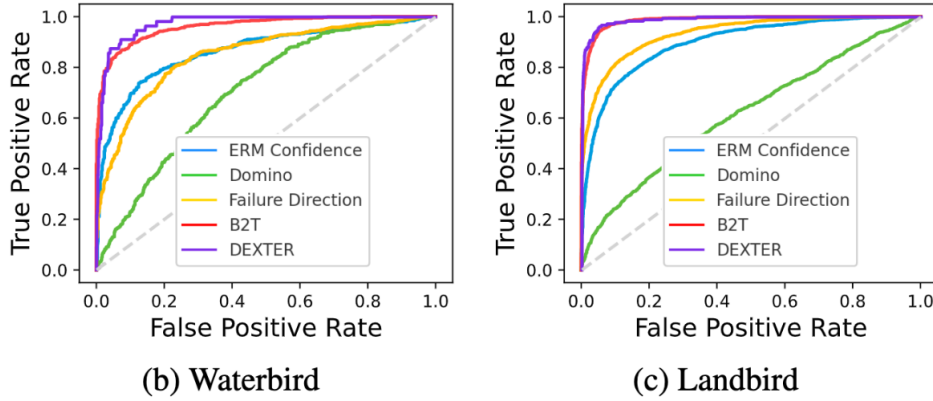 True Positive Rate
1.0
0.8
0.6
0.4
0.2
0.0
ERM Confidence
Domino
Failure Direction
B2T
DEXTER
0.0 0.2 0.4 0.6 0.8 1.0
False Positive Rate
(b) Waterbird
True Positive Rate
1.0
0.8
0.6
0.4
0.2
0.0
ERM Confidence
Domino
Failure Direction
B2T
DEXTER
0.0 0.2 0.4 0.6 0.8 1.0
False Positive Rate
(c) Landbird